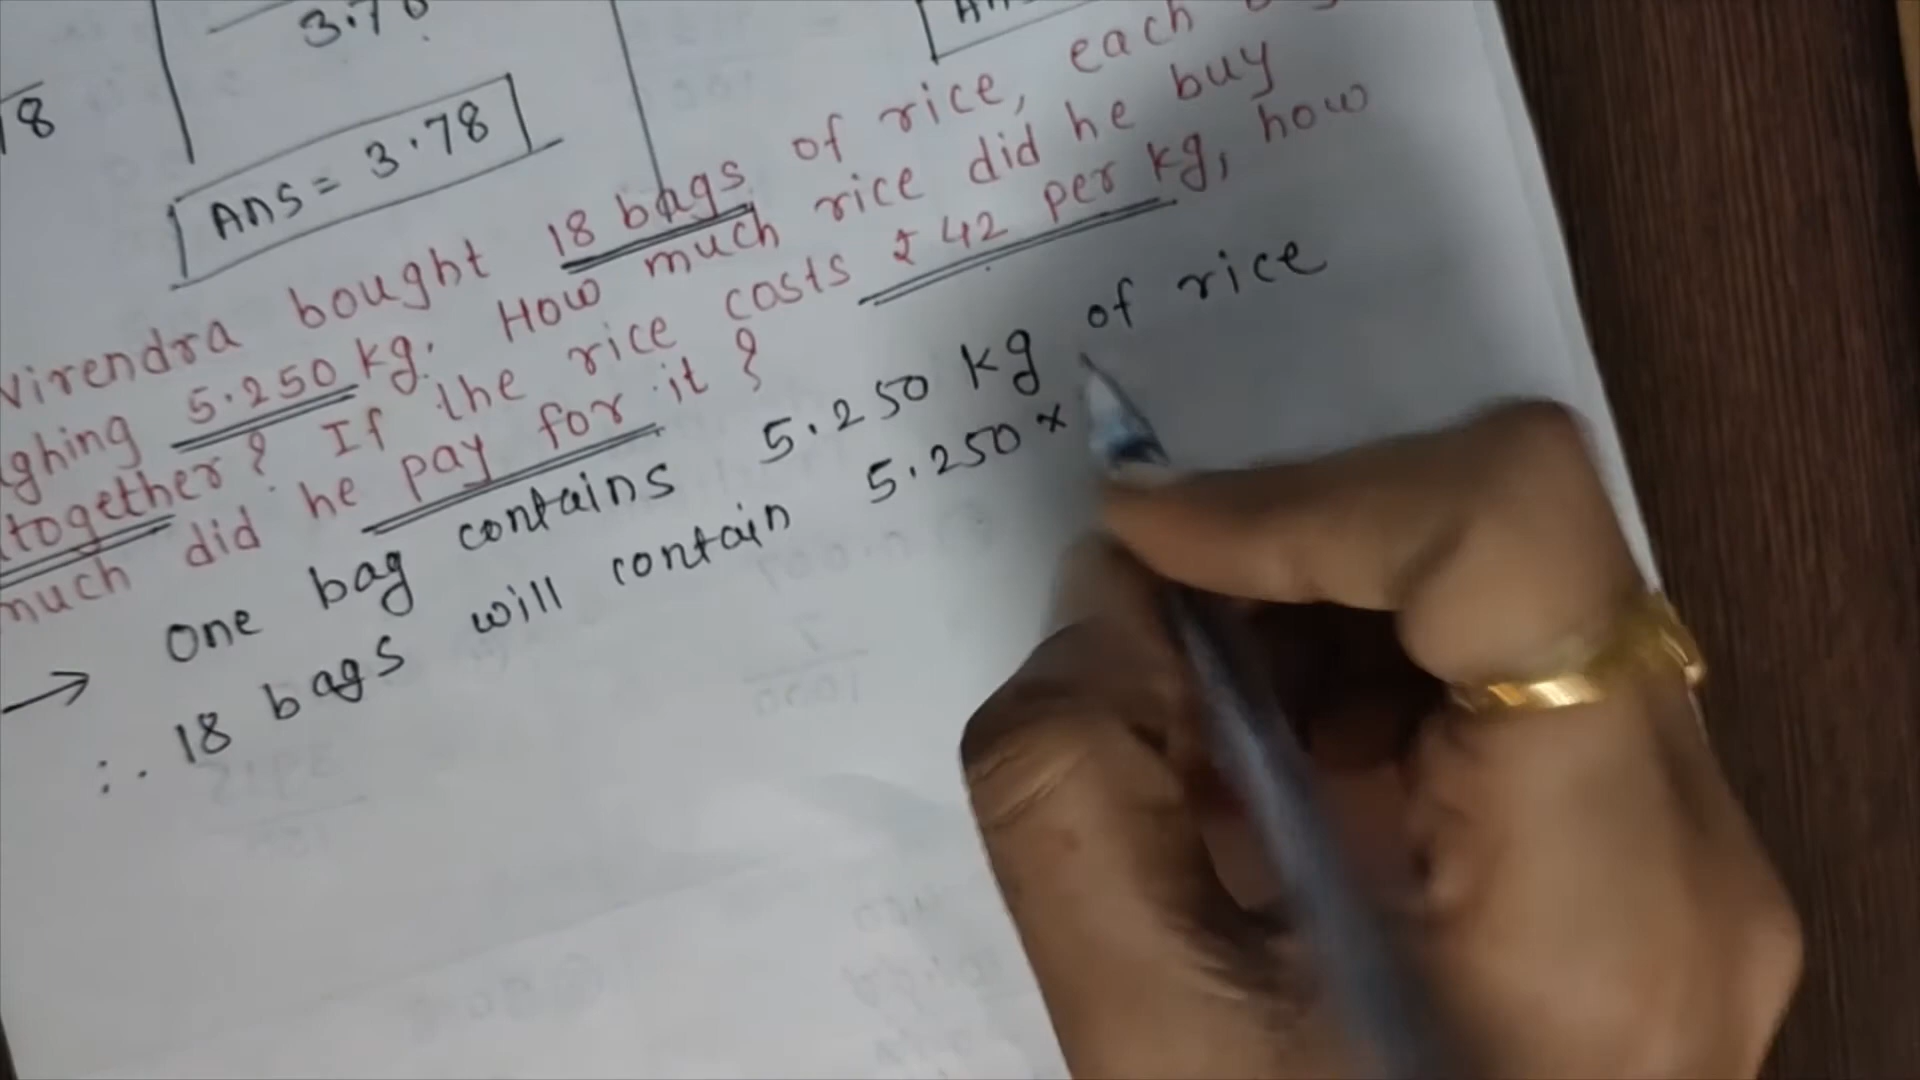 3.78
8
Ans = 3.78
Virendra bought 18 bags of rice, each
ghing 5.250 kg. How much rice did he buy
together? If the rice costs ₹ 42 per kg, how
much did he pay for it?
→ One bag contains 5.250 kg of rice
∴ 18 bags will contain 5.250 ×